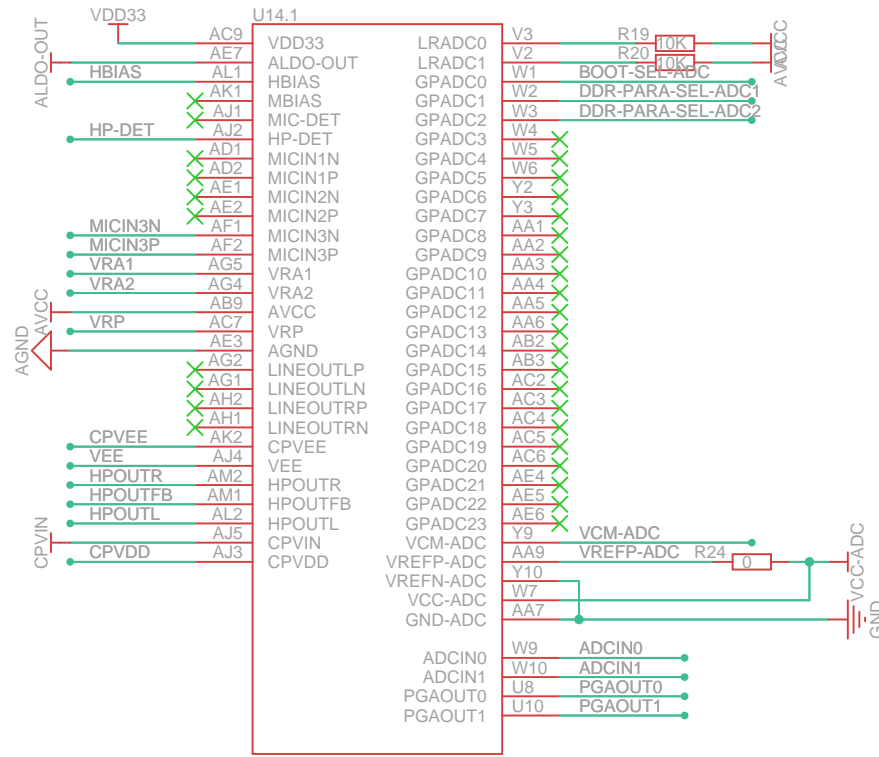 VDD33
U14.1
ALDO-OUT
AC9 VDD33
AE7 ALDO-OUT
HBIAS AL1 HBIAS
AK1 MBIAS
AJ1 MIC-DET
HP-DET AJ2 HP-DET
AD1 MICIN1N
AD2 MICIN1P
AE1 MICIN2N
AE2 MICIN2P
MICIN3N AF1 MICIN3N
MICIN3P AF2 MICIN3P
VRA1 AG5 VRA1
VRA2 AG4 VRA2
AVCC AB9 AVCC
VRP AC7 VRP
AGND AE3 AGND
AG2 LINEOUTLP
AG1 LINEOUTLN
AH2 LINEOUTRP
AH1 LINEOUTRN
CPVEE AK2 CPVEE
VEE AJ4 VEE
HPOUTR AM2 HPOUTR
HPOUTFB AM1 HPOUTFB
HPOUTL AL2 HPOUTL
CPVIN AJ5 CPVIN
CPVDD AJ3 CPVDD
LRADC0 V3 R19 10K AVCC
LRADC1 V2 R20 10K AVCC
GPADC0 W1 BOOT-SEL-ADC
GPADC1 W2 DDR-PARA-SEL-ADC1
GPADC2 W3 DDR-PARA-SEL-ADC2
GPADC3 W4
GPADC4 W5
GPADC5 W6
GPADC6 Y2
GPADC7 Y3
GPADC8 AA1
GPADC9 AA2
GPADC10 AA3
GPADC11 AA4
GPADC12 AA5
GPADC13 AA6
GPADC14 AB2
GPADC15 AB3
GPADC16 AC2
GPADC17 AC3
GPADC18 AC4
GPADC19 AC5
GPADC20 AC6
GPADC21 AE4
GPADC22 AE5
GPADC23 AE6
VCM-ADC Y9 VCM-ADC
VREFP-ADC AA9 VREFP-ADC R24 0 VCC-ADC
VREFN-ADC Y10
VCC-ADC W7
GND-ADC AA7 GND
ADCIN0 W9 ADCIN0
ADCIN1 W10 ADCIN1
PGAOUT0 U8 PGAOUT0
PGAOUT1 U10 PGAOUT1